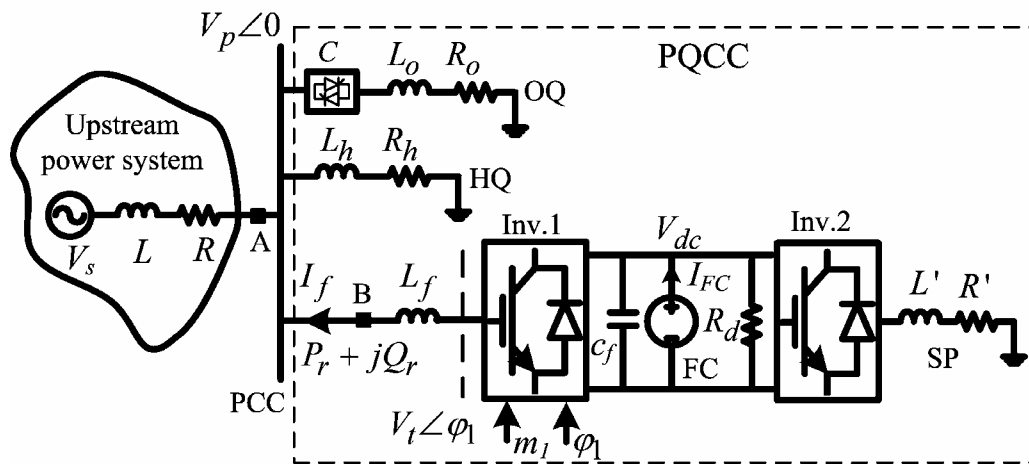 V_p∠0
C
L_o
R_o
OQ
PQCC
Upstream
power system
L_h
R_h
HQ
V_s
L
R
A
Inv.1
V_dc
Inv.2
I_f
B
L_f
I_FC
R_d
c_f
FC
L'
R'
SP
P_r + jQ_r
PCC
V_t∠φ_1
m_1
φ_1